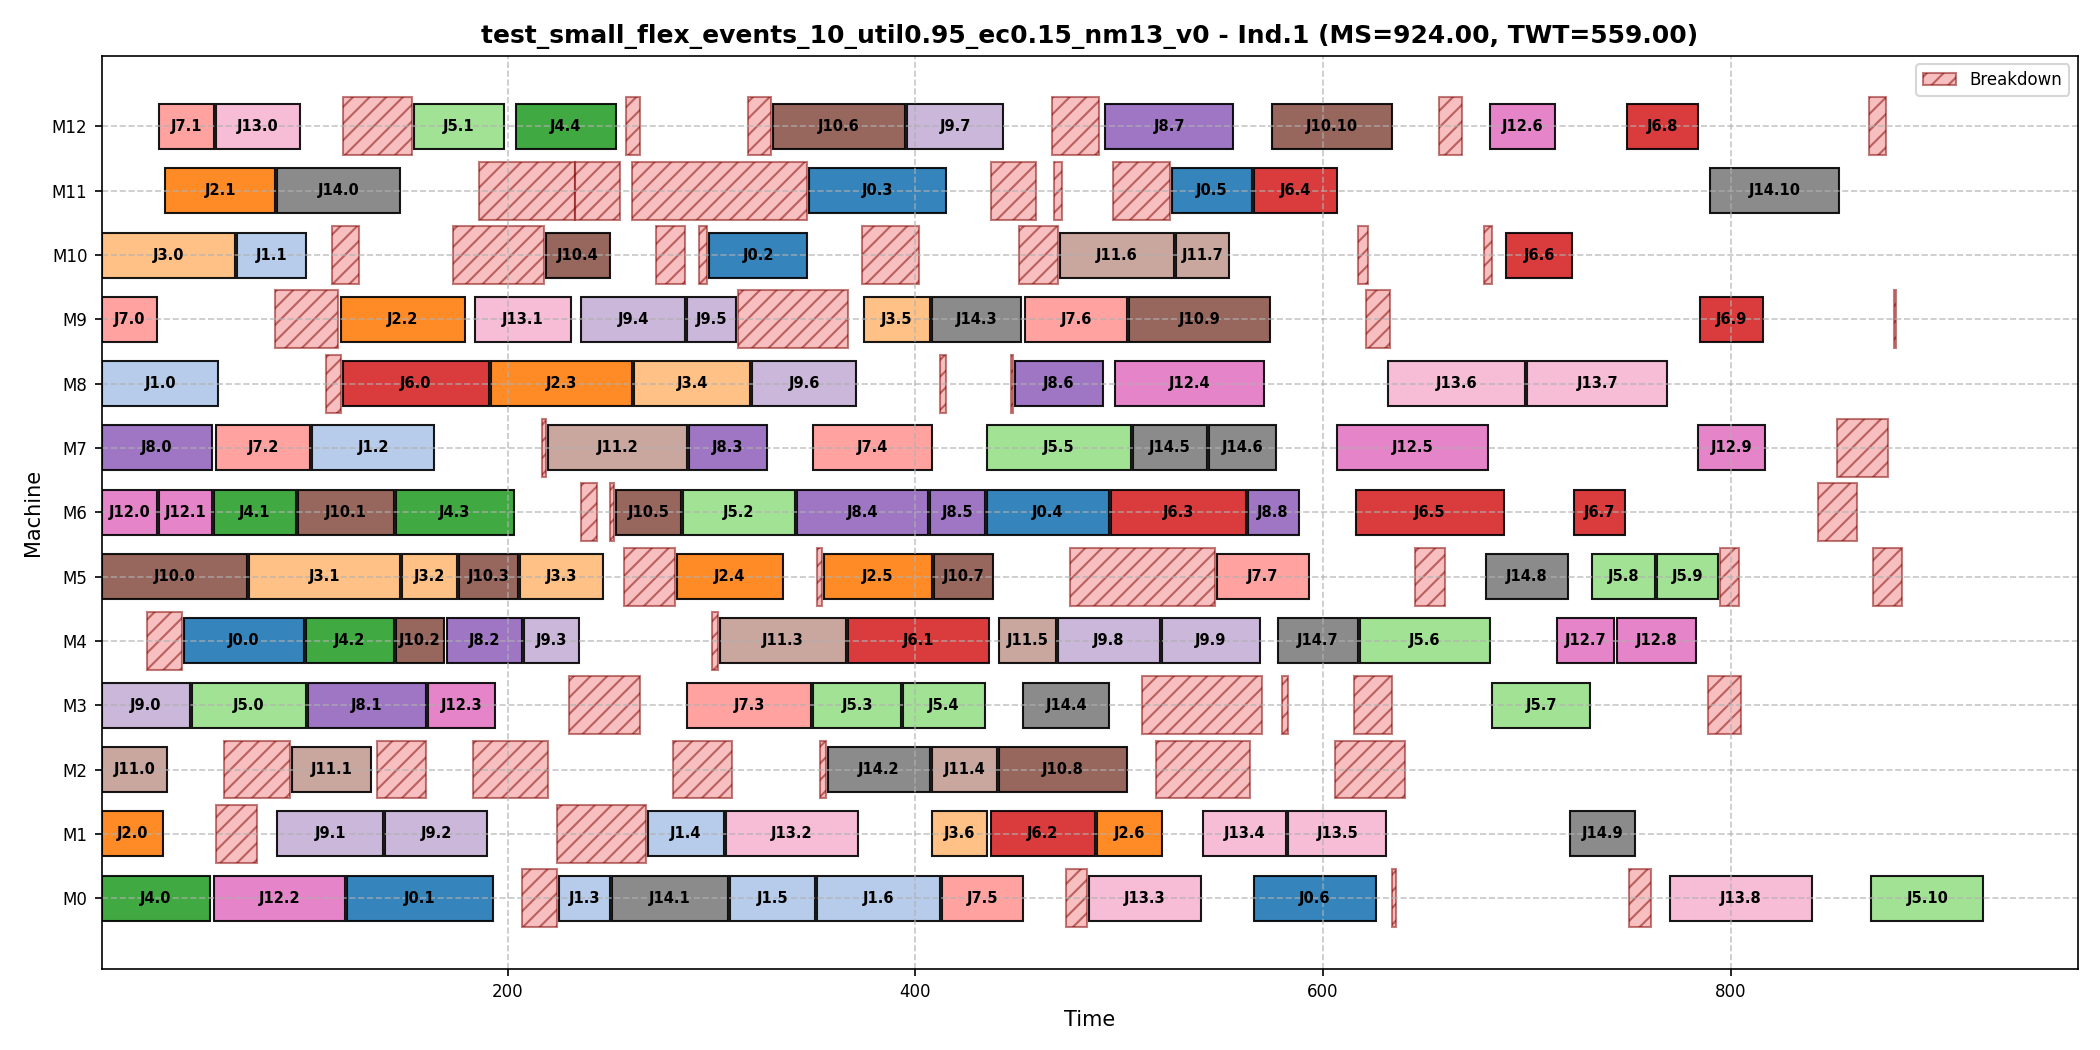 test_small_flex_events_10_util0.95_ec0.15_nm13_v0 - Ind.1 (MS=924.00, TWT=559.00)
Breakdown
Machine
M12 J7.1 J13.0 J5.1 J4.4 J10.6 J9.7 J8.7 J10.10 J12.6 J6.8
M11 J2.1 J14.0 J0.3 J0.5 J6.4 J14.10
M10 J3.0 J1.1 J10.4 J0.2 J11.6 J11.7 J6.6
M9 J7.0 J2.2 J13.1 J9.4 J9.5 J3.5 J14.3 J7.6 J10.9 J6.9
M8 J1.0 J6.0 J2.3 J3.4 J9.6 J8.6 J12.4 J13.6 J13.7
M7 J8.0 J7.2 J1.2 J11.2 J8.3 J7.4 J5.5 J14.5 J14.6 J12.5 J12.9
M6 J12.0 J12.1 J4.1 J10.1 J4.3 J10.5 J5.2 J8.4 J8.5 J0.4 J6.3 J8.8 J6.5 J6.7
M5 J10.0 J3.1 J3.2 J10.3 J3.3 J2.4 J2.5 J10.7 J7.7 J14.8 J5.8 J5.9
M4 J0.0 J4.2 J10.2 J8.2 J9.3 J11.3 J6.1 J11.5 J9.8 J9.9 J14.7 J5.6 J12.7 J12.8
M3 J9.0 J5.0 J8.1 J12.3 J7.3 J5.3 J5.4 J14.4 J5.7
M2 J11.0 J11.1 J14.2 J11.4 J10.8
M1 J2.0 J9.1 J9.2 J1.4 J13.2 J3.6 J6.2 J2.6 J13.4 J13.5 J14.9
M0 J4.0 J12.2 J0.1 J1.3 J14.1 J1.5 J1.6 J7.5 J13.3 J0.6 J13.8 J5.10
200 400 600 800
Time